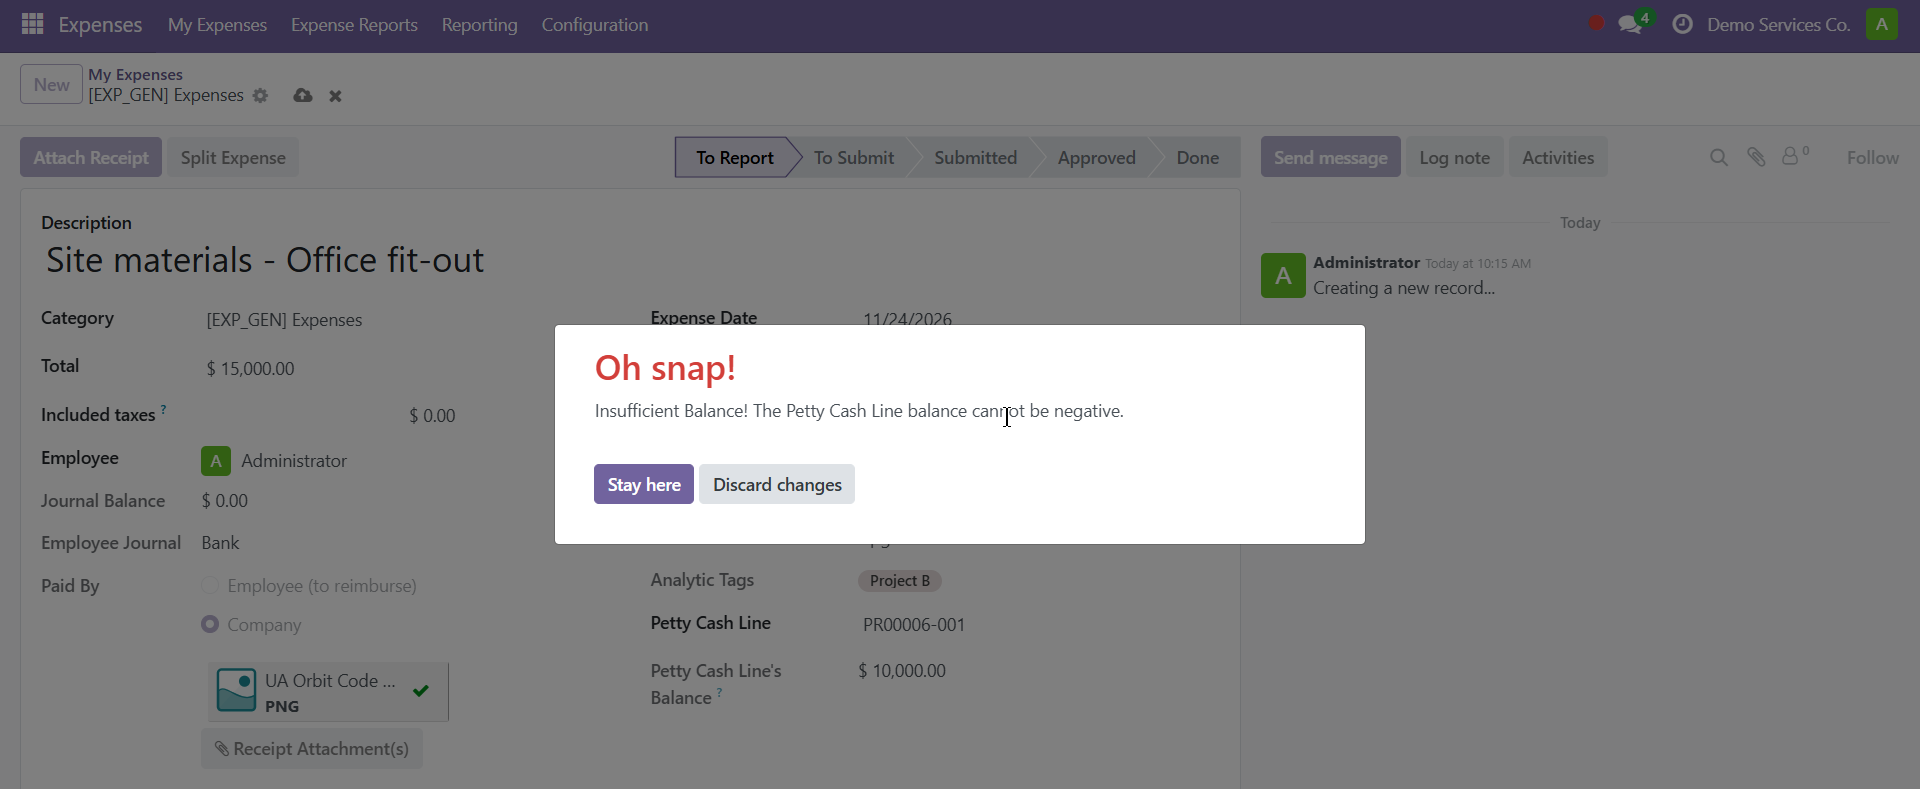 Expenses My Expenses Expense Reports Reporting Configuration 4 Demo Services Co. A
New My Expenses
[EXP_GEN] Expenses
Attach Receipt Split Expense To Report To Submit Submitted Approved Done Send message Log note Activities 0 Follow
Description
Site materials - Office fit-out
Category [EXP_GEN] Expenses
Total $ 15,000.00
Included taxes ? $ 0.00
Employee A Administrator
Journal Balance $ 0.00
Employee Journal Bank
Paid By Employee (to reimburse)
Company
UA Orbit Code ...
PNG
Receipt Attachment(s)
Expense Date 11/24/2026
Analytic Tags Project B
Petty Cash Line PR00006-001
Petty Cash Line's
Balance ? $ 10,000.00
Oh snap!
Insufficient Balance! The Petty Cash Line balance cannot be negative.
Stay here Discard changes
Today
A Administrator Today at 10:15 AM
Creating a new record...